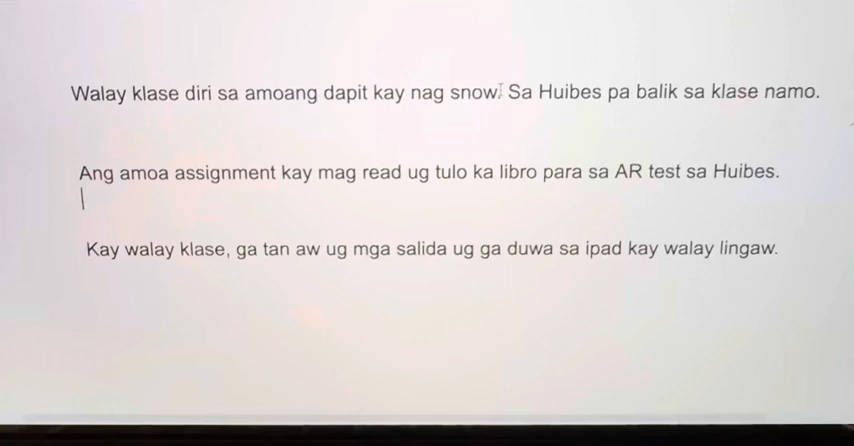 Walay klase diri sa amoang dapit kay nag snow. Sa Huibes pa balik sa klase namo.
Ang amoa assignment kay mag read ug tulo ka libro para sa AR test sa Huibes.
Kay walay klase, ga tan aw ug mga salida ug ga duwa sa ipad kay walay lingaw.